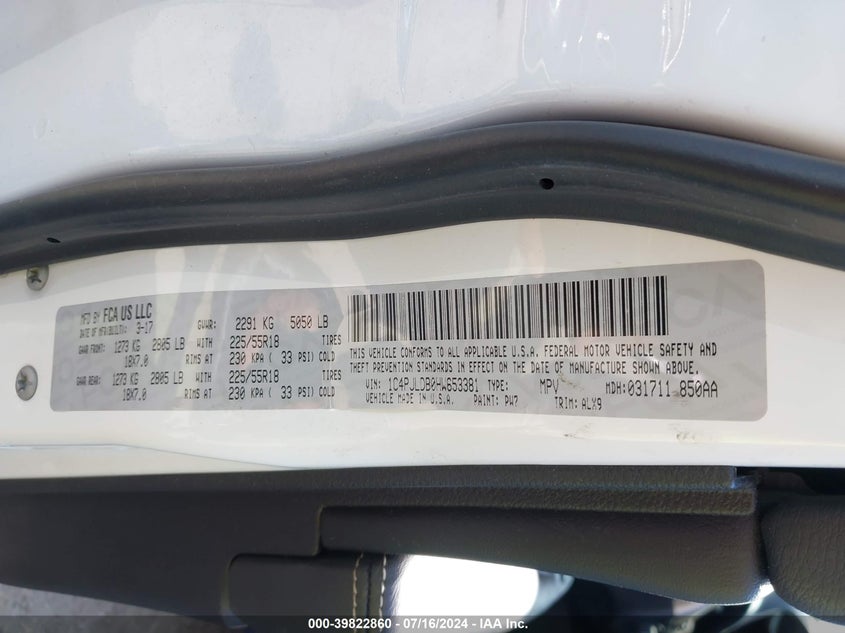 MFD BY FCA US LLC
DATE OF MFR(BUILT): 3-17 GVWR: 2291 KG 5050 LB
GAWR FRONT: 1273 KG 2805 LB WITH 225/55R18 TIRES
18X7.0 RIMS AT 230 KPA ( 33 PSI) COLD
GAWR REAR: 1273 KG 2805 LB WITH 225/55R18 TIRES
18X7.0 RIMS AT 230 KPA ( 33 PSI) COLD
THIS VEHICLE CONFORMS TO ALL APPLICABLE U.S.A. FEDERAL MOTOR VEHICLE SAFETY AND
THEFT PREVENTION STANDARDS IN EFFECT ON THE DATE OF MANUFACTURE SHOWN ABOVE.
VIN: 1C4PJLDB0HW653381 TYPE: MPV MDH: 031711 850AA
VEHICLE MADE IN U.S.A. PAINT: PW7 TRIM: ALX9
000-39822860 - 07/16/2024 - IAA Inc.